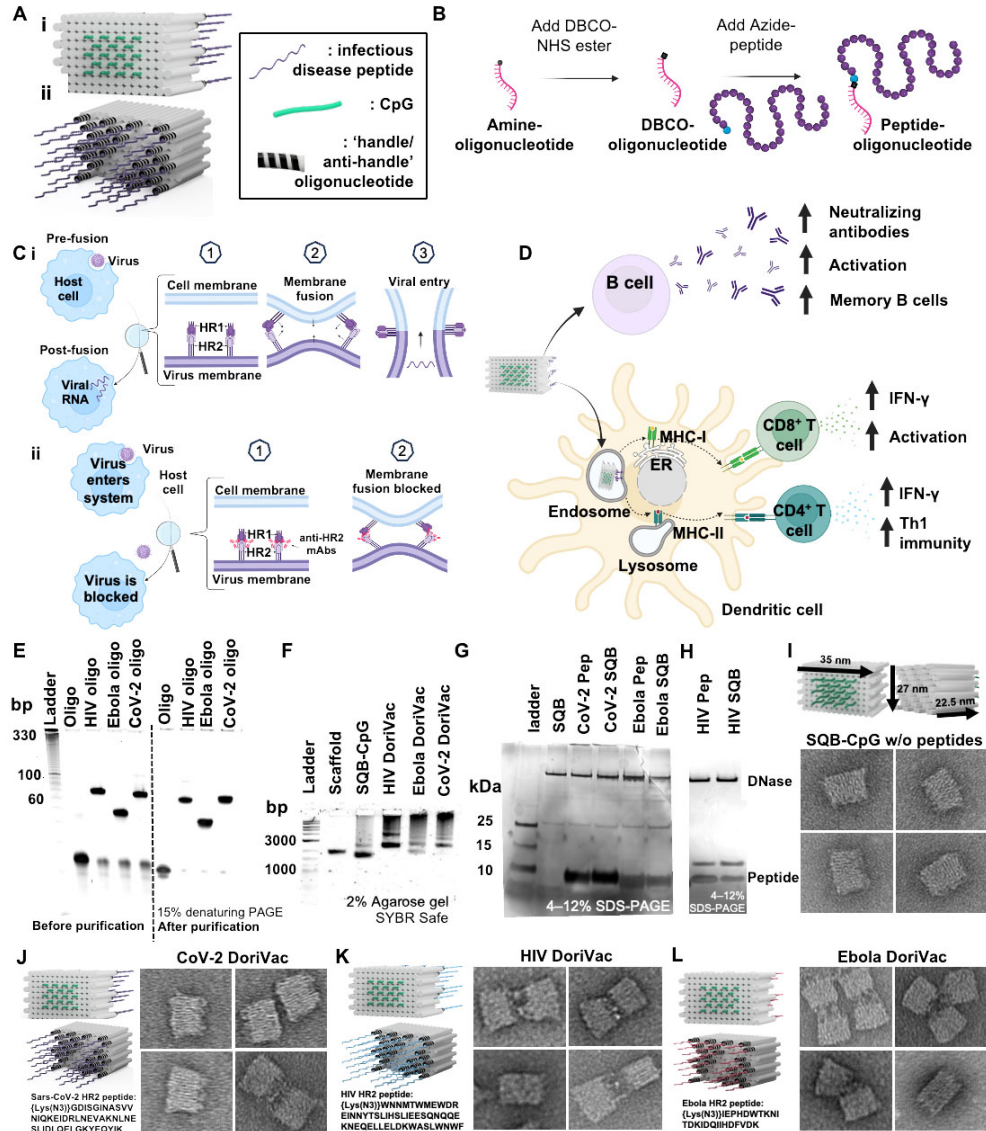 A
i
ii
: infectious
disease peptide
: CpG
: ‘handle/
anti-handle’
oligonucleotide
B
Add DBCO-
NHS ester
Add Azide-
peptide
Amine-
oligonucleotide
DBCO
oligonucleotide
Peptide-
oligonucleotide
C i
Pre-fusion
Virus
Host
cell
Post-fusion
Viral
RNA
1
Cell membrane
HR1
HR2
Virus membrane
2
Membrane
fusion
3
Viral entry
ii
Virus
Virus
enters
system
Host
cell
Virus is
blocked
1
Cell membrane
HR1
HR2
anti-HR2
mAbs
Virus membrane
2
Membrane
fusion blocked
D
B cell
Neutralizing
antibodies
Activation
Memory B cells
MHC-I
ER
Endosome
MHC-II
Lysosome
Dendritic cell
CD8+ T
cell
IFN-γ
Activation
CD4+ T
cell
IFN-γ
Th1
immunity
E
bp
330
100
60
Ladder
Oligo
HIV oligo
Ebola oligo
CoV-2 oligo
Oligo
HIV oligo
Ebola oligo
CoV-2 oligo
Before purification
15% denaturing PAGE
After purification
F
Ladder
Scaffold
SQB-CpG
HIV DoriVac
Ebola DoriVac
CoV-2 DoriVac
bp
3000
1000
2% Agarose gel
SYBR Safe
G
ladder
SQB
CoV-2 Pep
CoV-2 SQB
Ebola Pep
Ebola SQB
kDa
25
15
10
4–12% SDS-PAGE
H
HIV Pep
HIV SQB
DNase
Peptide
4–12%
SDS-PAGE
I
35 nm
27 nm
22.5 nm
SQB-CpG w/o peptides
J
CoV-2 DoriVac
Sars-CoV-2 HR2 peptide:
{Lys(N3)}GDISGINASVV
NIQKEIDRLNEVAKNLNE
SLIDLQELGKYEQYIK
K
HIV DoriVac
HIV HR2 peptide:
{Lys(N3)}WNNMTWMEWDR
EINNYTSLIHSLIEESQNQQE
KNEQELLELDKWASLWNWF
L
Ebola DoriVac
Ebola HR2 peptide:
{Lys(N3)}IEPHDWTKNI
TDKIDQIIHDFVDK